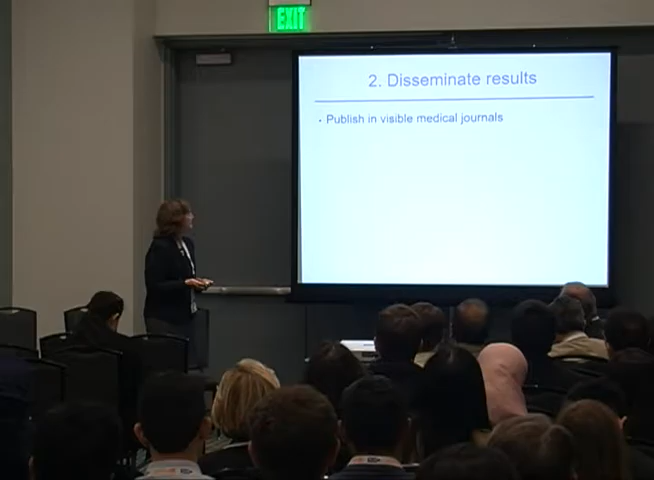 EXIT
2. Disseminate results
• Publish in visible medical journals